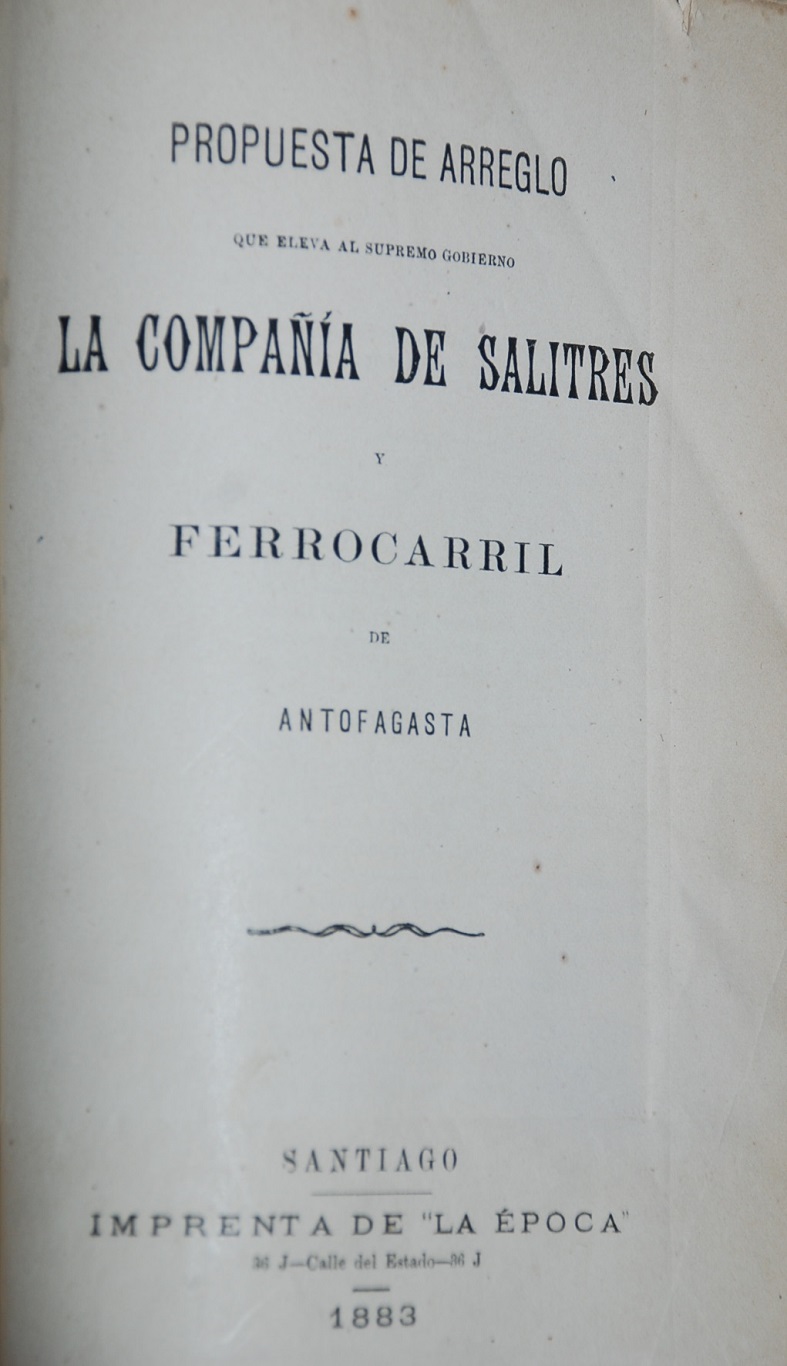 PROPUESTA DE ARREGLO
QUE ELEVA AL SUPREMO GOBIERNO
LA COMPAÑÍA DE SALITRES
Y
FERROCARRIL
DE
ANTOFAGASTA
SANTIAGO
IMPRENTA DE "LA ÉPOCA"
36 J—Calle del Estado—36 J
1883